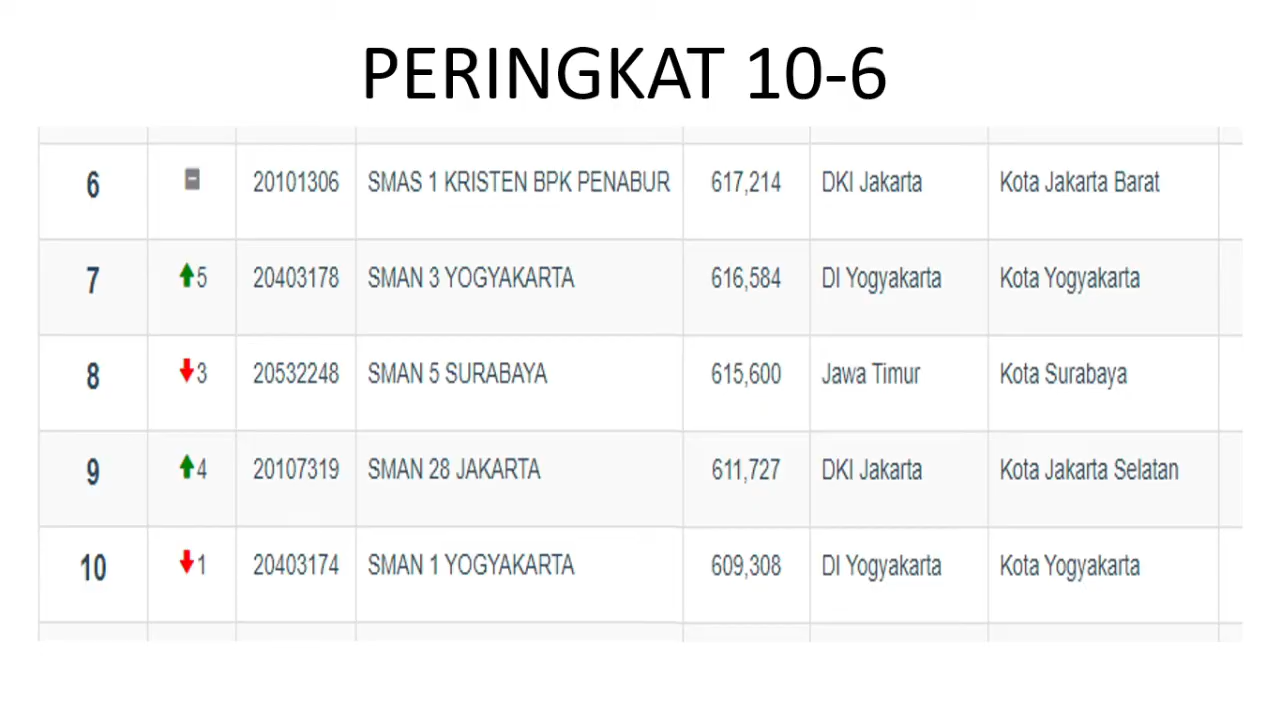 PERINGKAT 10-6
6 20101306 SMAS 1 KRISTEN BPK PENABUR 617,214 DKI Jakarta Kota Jakarta Barat
7 5 20403178 SMAN 3 YOGYAKARTA 616,584 DI Yogyakarta Kota Yogyakarta
8 3 20532248 SMAN 5 SURABAYA 615,600 Jawa Timur Kota Surabaya
9 4 20107319 SMAN 28 JAKARTA 611,727 DKI Jakarta Kota Jakarta Selatan
10 1 20403174 SMAN 1 YOGYAKARTA 609,308 DI Yogyakarta Kota Yogyakarta